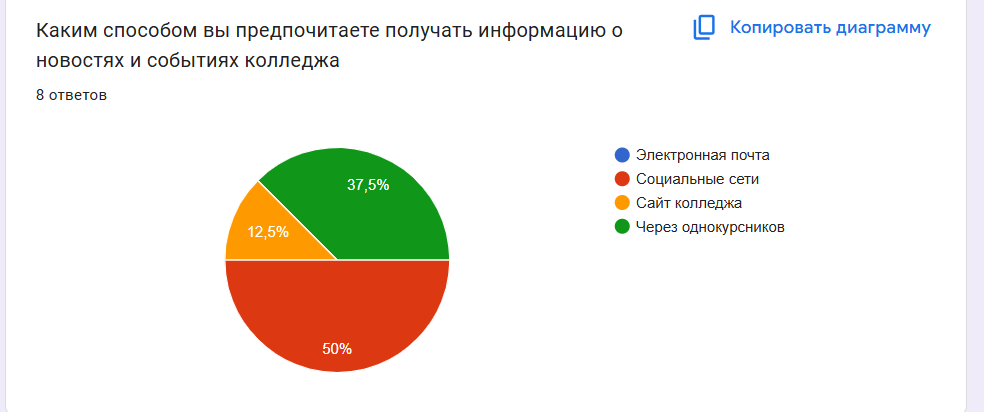 Каким способом вы предпочитаете получать информацию о
новостях и событиях колледжа
Копировать диаграмму
8 ответов
37,5%
12,5%
50%
Электронная почта
Социальные сети
Сайт колледжа
Через однокурсников